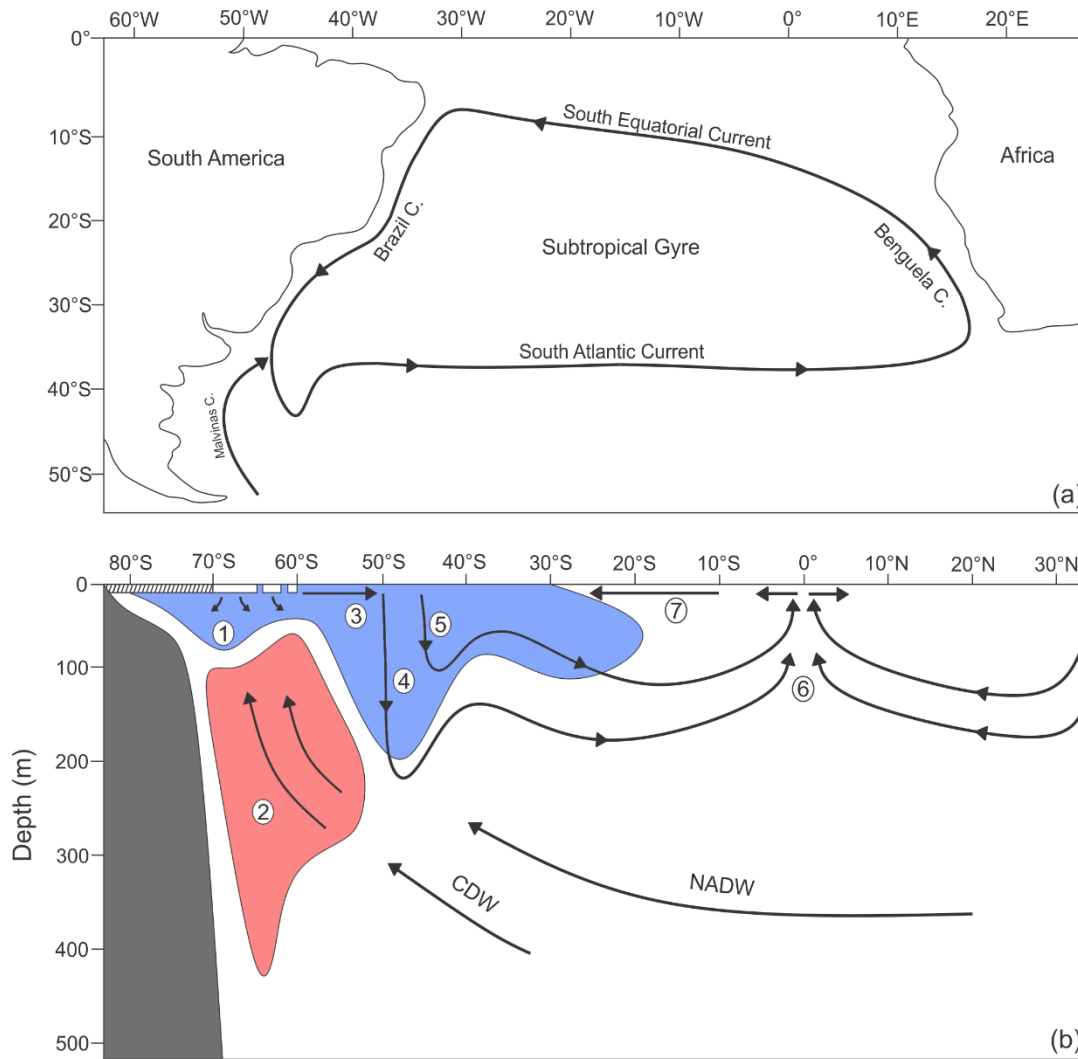 60°W 50°W 40°W 30°W 20°W 10°W 0° 10°E 20°E
0°
10°S
20°S
30°S
40°S
50°S
South America
Africa
South Equatorial Current
Brazil C.
Subtropical Gyre
Benguela C.
South Atlantic Current
Malvinas C.
(a)
80°S 70°S 60°S 50°S 40°S 30°S 20°S 10°S 0° 10°N 20°N 30°N
0
100
200
300
400
500
Depth (m)
1
2
3
4
5
6
7
CDW
NADW
(b)